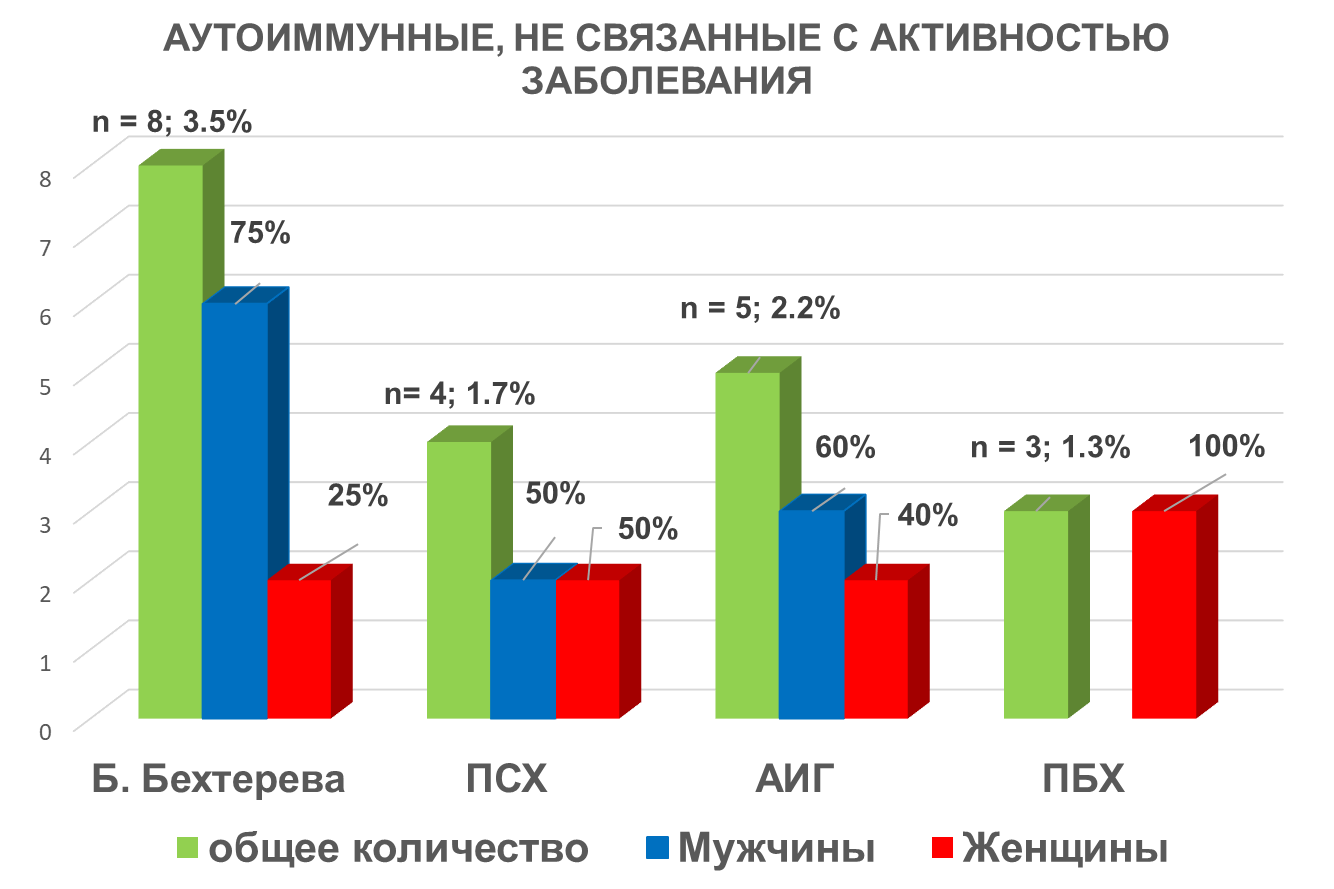 АУТОИММУННЫЕ, НЕ СВЯЗАННЫЕ С АКТИВНОСТЬЮ
ЗАБОЛЕВАНИЯ
n = 8; 3.5%
8
75%
7
6
n = 5; 2.2%
5
n= 4; 1.7%
4
60%
n = 3; 1.3%
100%
25%
50%
3
50%
40%
2
1
0
Б. Бехтерева
ПСХ
АИГ
ПБХ
общее количество
Мужчины
Женщины